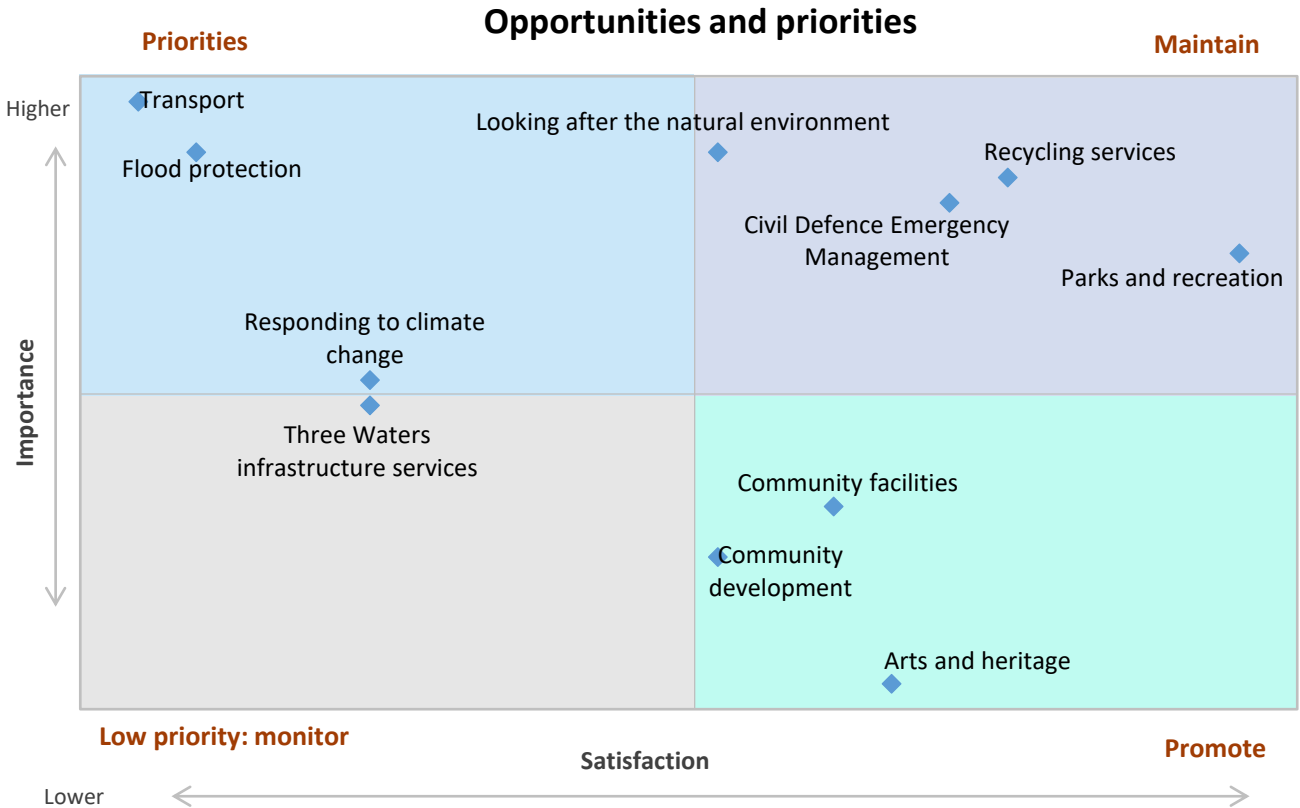 Opportunities and priorities
Priorities
Maintain
Higher
Transport
Looking after the natural environment
Recycling services
Flood protection
Civil Defence Emergency
Management
Parks and recreation
Responding to climate
change
Importance
Three Waters
infrastructure services
Community facilities
Community
development
Arts and heritage
Low priority: monitor
Satisfaction
Promote
Lower